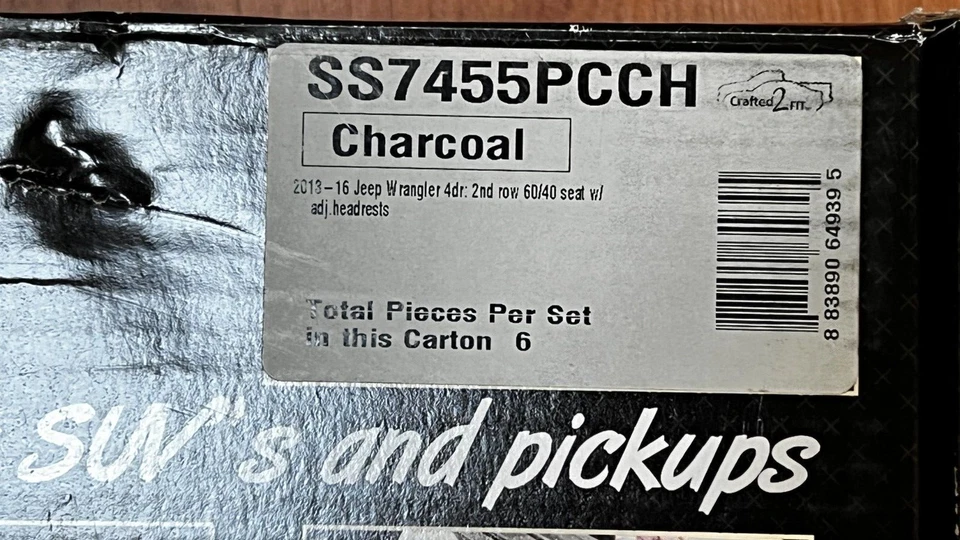 SS7455PCCH
Crafted2FIT™
Charcoal
2013-16 Jeep Wrangler 4dr: 2nd row 60/40 seat w/
adj.headrests
8 83890 64939 5
Total Pieces Per Set
in this Carton 6
SUV's and pickups